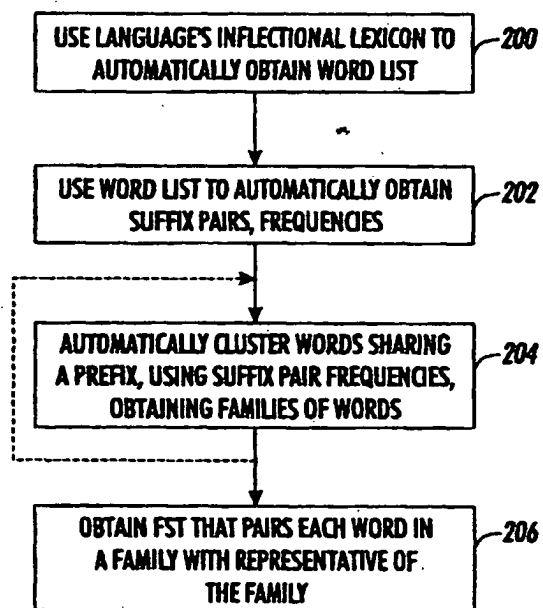 USE LANGUAGE'S INFLECTIONAL LEXICON TO
AUTOMATICALLY OBTAIN WORD LIST
200
USE WORD LIST TO AUTOMATICALLY OBTAIN
SUFFIX PAIRS, FREQUENCIES
202
AUTOMATICALLY CLUSTER WORDS SHARING
A PREFIX, USING SUFFIX PAIR FREQUENCIES,
OBTAINING FAMILIES OF WORDS
204
OBTAIN FST THAT PAIRS EACH WORD IN
A FAMILY WITH REPRESENTATIVE OF
THE FAMILY
206